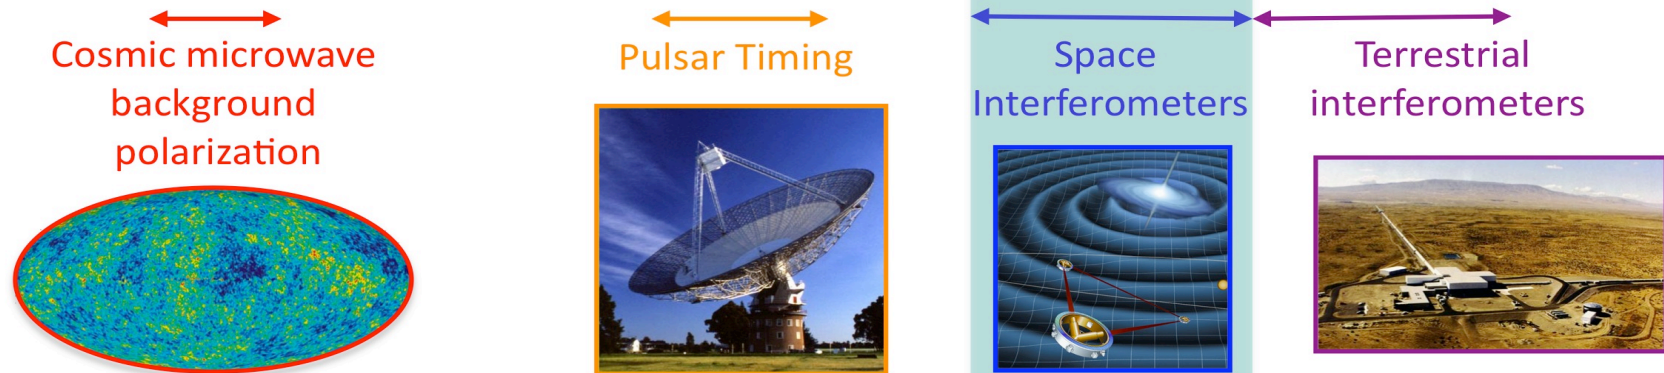 Cosmic microwave
background
polarization
Pulsar Timing
Space
Interferometers
Terrestrial
interferometers